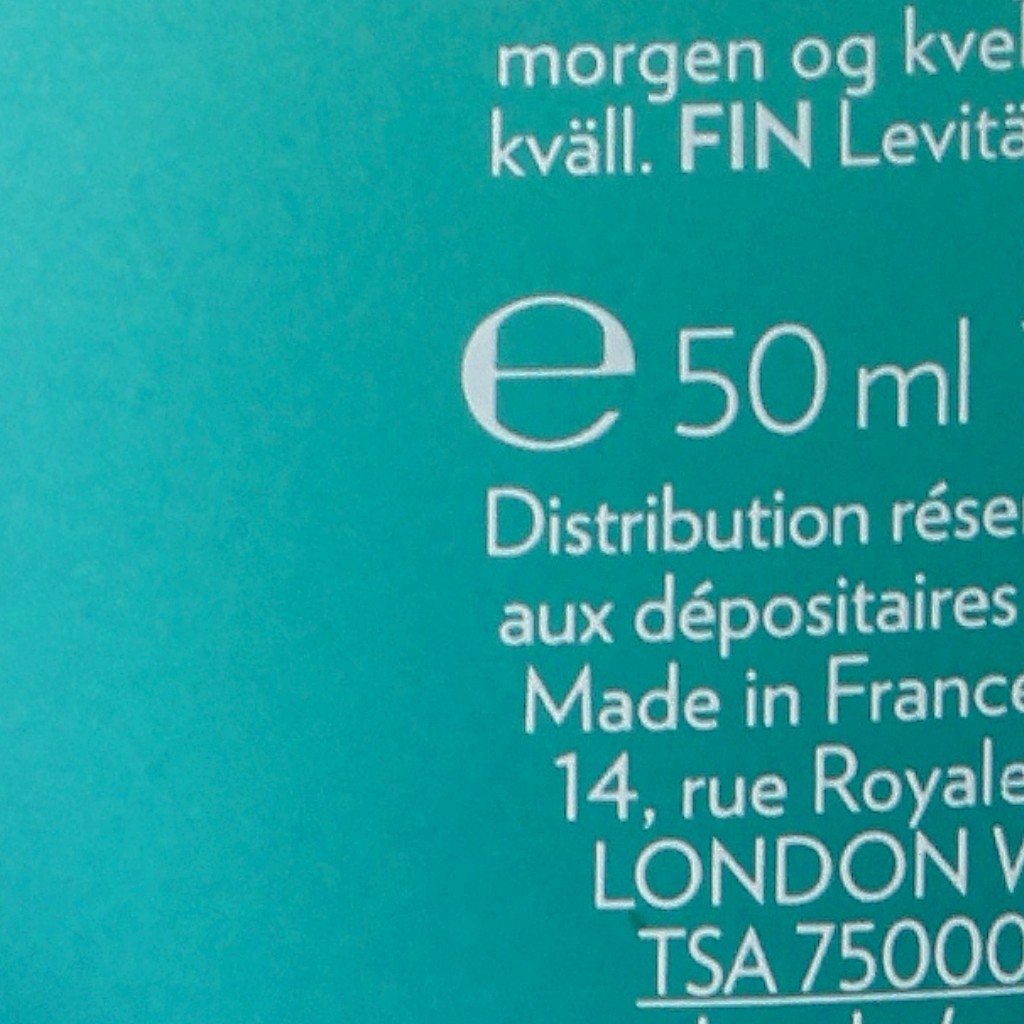 morgen og kvel
kväll. FIN Levitä
℮ 50 ml
Distribution rése
aux dépositaires
Made in France
14, rue Royale
LONDON W
TSA 75000